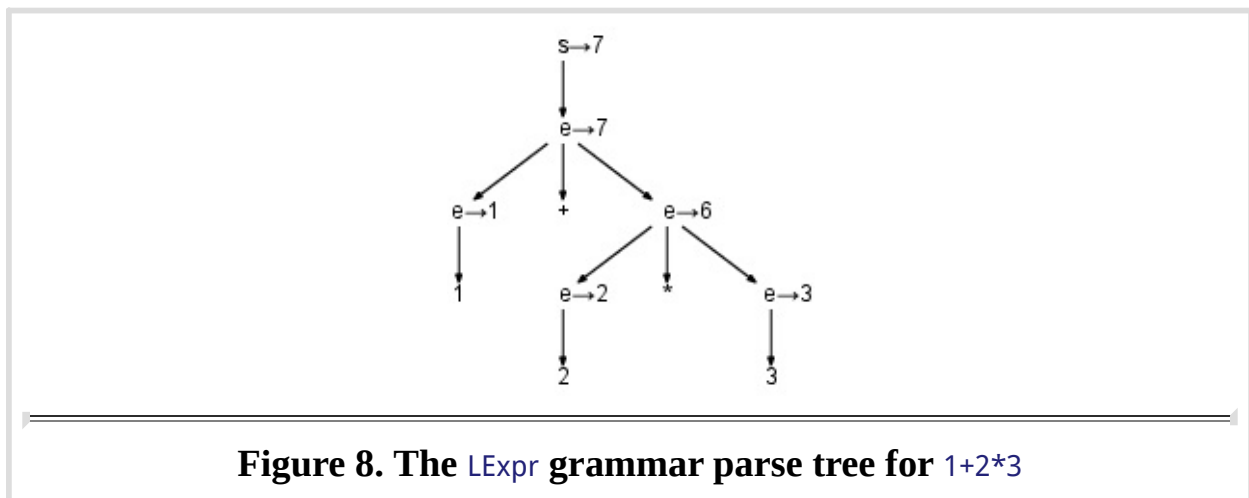 s→7
e→7
e→1 + e→6
1 e→2 * e→3
2 3
Figure 8. The LExpr grammar parse tree for 1+2*3